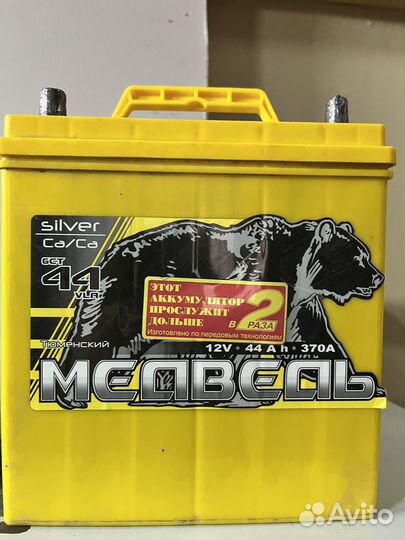 Silver
Ca/Ca
6СТ
44
VLR
Тюменский
ЭТОТ
АККУМУЛЯТОР
ПРОСЛУЖИТ
ДОЛЬШЕ
В 2 РАЗА
Изготовлено по передовым технологиям
12V · 44 A h · 370A
МЕДВЕДЬ
Avito